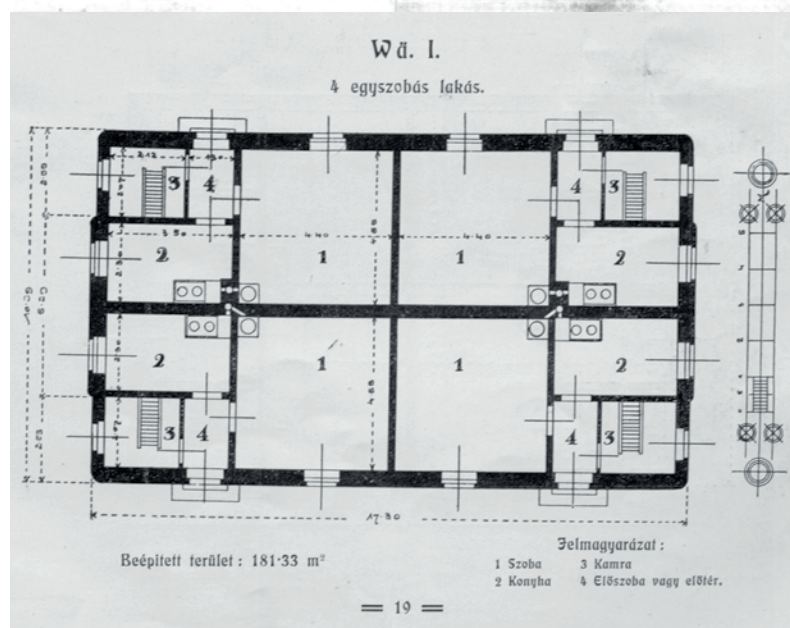 Wä. I.
4 egyszobás lakás.
3 4 4 3
2 1 1 2
4.40 4.40
2 1 1 2
3 4 4 3
17.30
Beépített terület : 181·33 m²
Felmagyarázat :
1 Szoba 3 Kamra
2 Konyha 4 Előszoba vagy előtér.
19